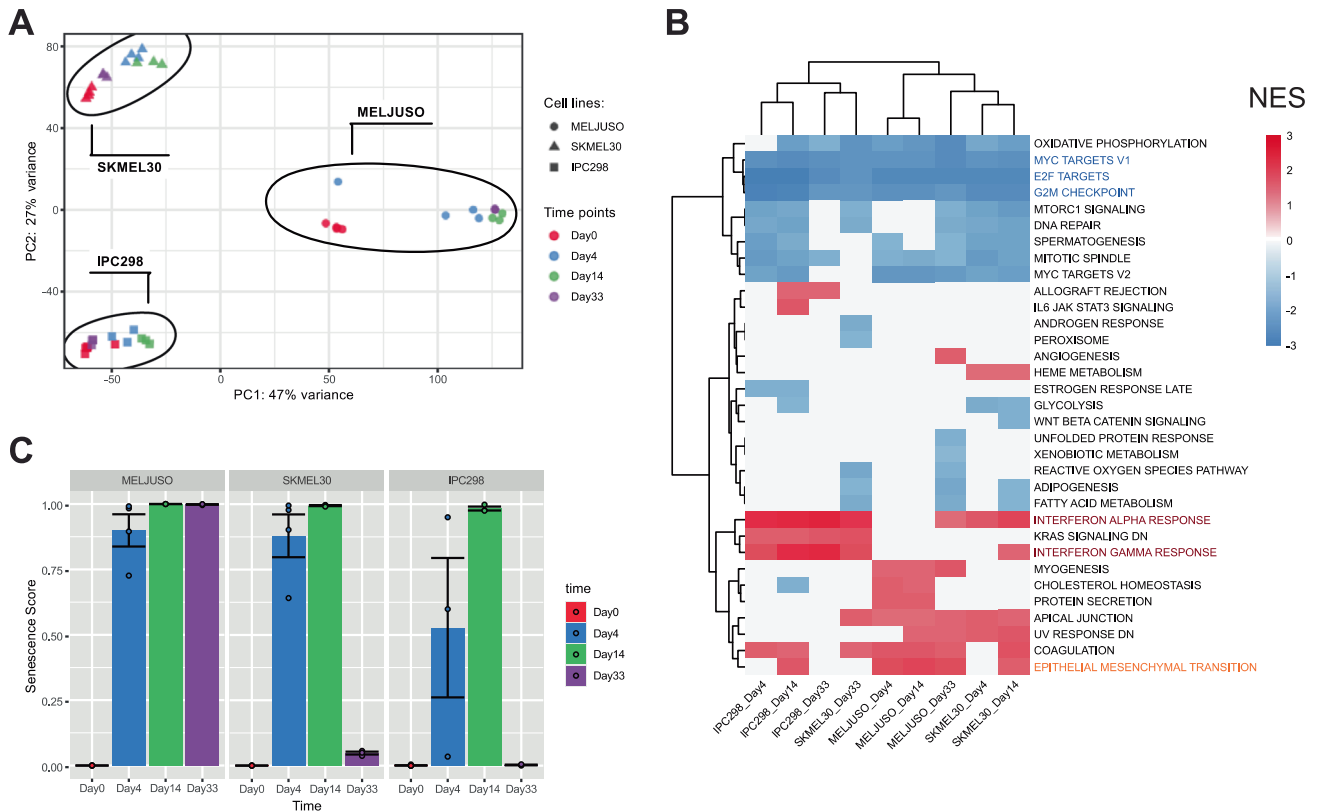 A
80
40
0
−40
PC2: 27% variance
-50
0
50
100
PC1: 47% variance
SKMEL30
MELJUSO
IPC298
Cell lines:
MELJUSO
SKMEL30
IPC298
Time points
Day0
Day4
Day14
Day33
B
OXIDATIVE PHOSPHORYLATION
MYC TARGETS V1
E2F TARGETS
G2M CHECKPOINT
MTORC1 SIGNALING
DNA REPAIR
SPERMATOGENESIS
MITOTIC SPINDLE
MYC TARGETS V2
ALLOGRAFT REJECTION
IL6 JAK STAT3 SIGNALING
ANDROGEN RESPONSE
PEROXISOME
ANGIOGENESIS
HEME METABOLISM
ESTROGEN RESPONSE LATE
GLYCOLYSIS
WNT BETA CATENIN SIGNALING
UNFOLDED PROTEIN RESPONSE
XENOBIOTIC METABOLISM
REACTIVE OXYGEN SPECIES PATHWAY
ADIPOGENESIS
FATTY ACID METABOLISM
INTERFERON ALPHA RESPONSE
KRAS SIGNALING DN
INTERFERON GAMMA RESPONSE
MYOGENESIS
CHOLESTEROL HOMEOSTASIS
PROTEIN SECRETION
APICAL JUNCTION
UV RESPONSE DN
COAGULATION
EPITHELIAL MESENCHYMAL TRANSITION
IPC298_Day4
IPC298_Day14
IPC298_Day33
SKMEL30_Day33
MELJUSO_Day4
MELJUSO_Day14
MELJUSO_Day33
SKMEL30_Day4
SKMEL30_Day14
NES
3
2
1
0
-1
-2
-3
C
MELJUSO
SKMEL30
IPC298
1.00
0.75
0.50
0.25
0.00
Senescence Score
Day0 Day4 Day14 Day33
Day0 Day4 Day14 Day33
Day0 Day4 Day14 Day33
Time
time
Day0
Day4
Day14
Day33